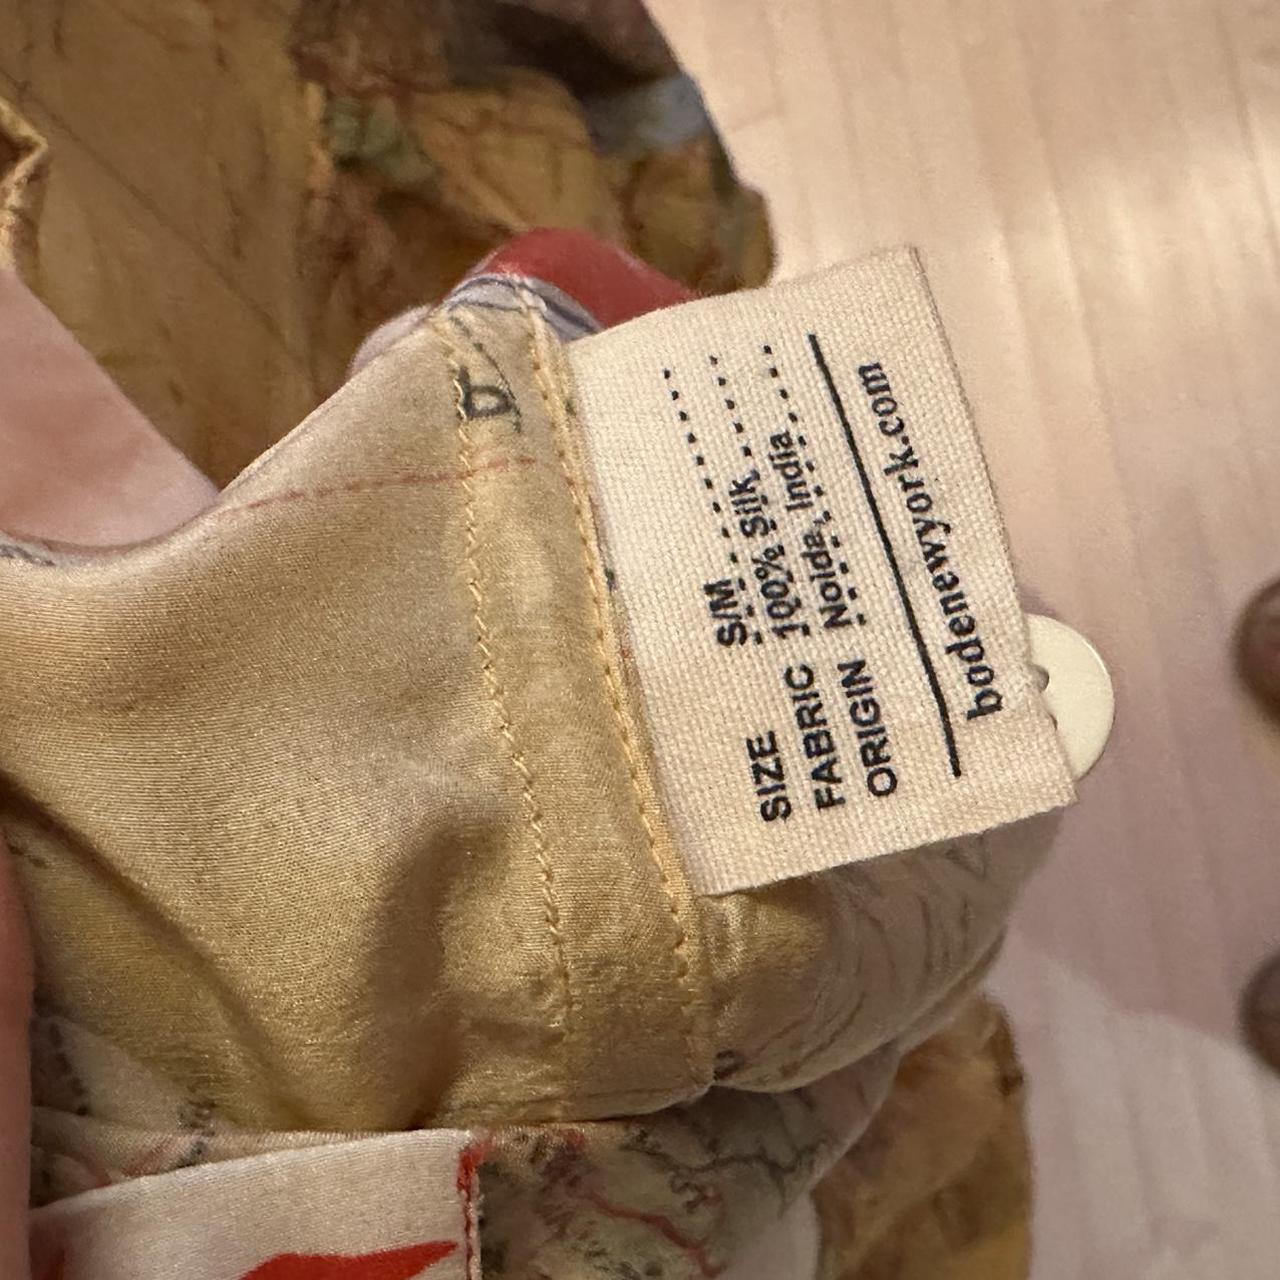 SIZE S/M
FABRIC 100% Silk
ORIGIN Noida, India
bodenewyork.com